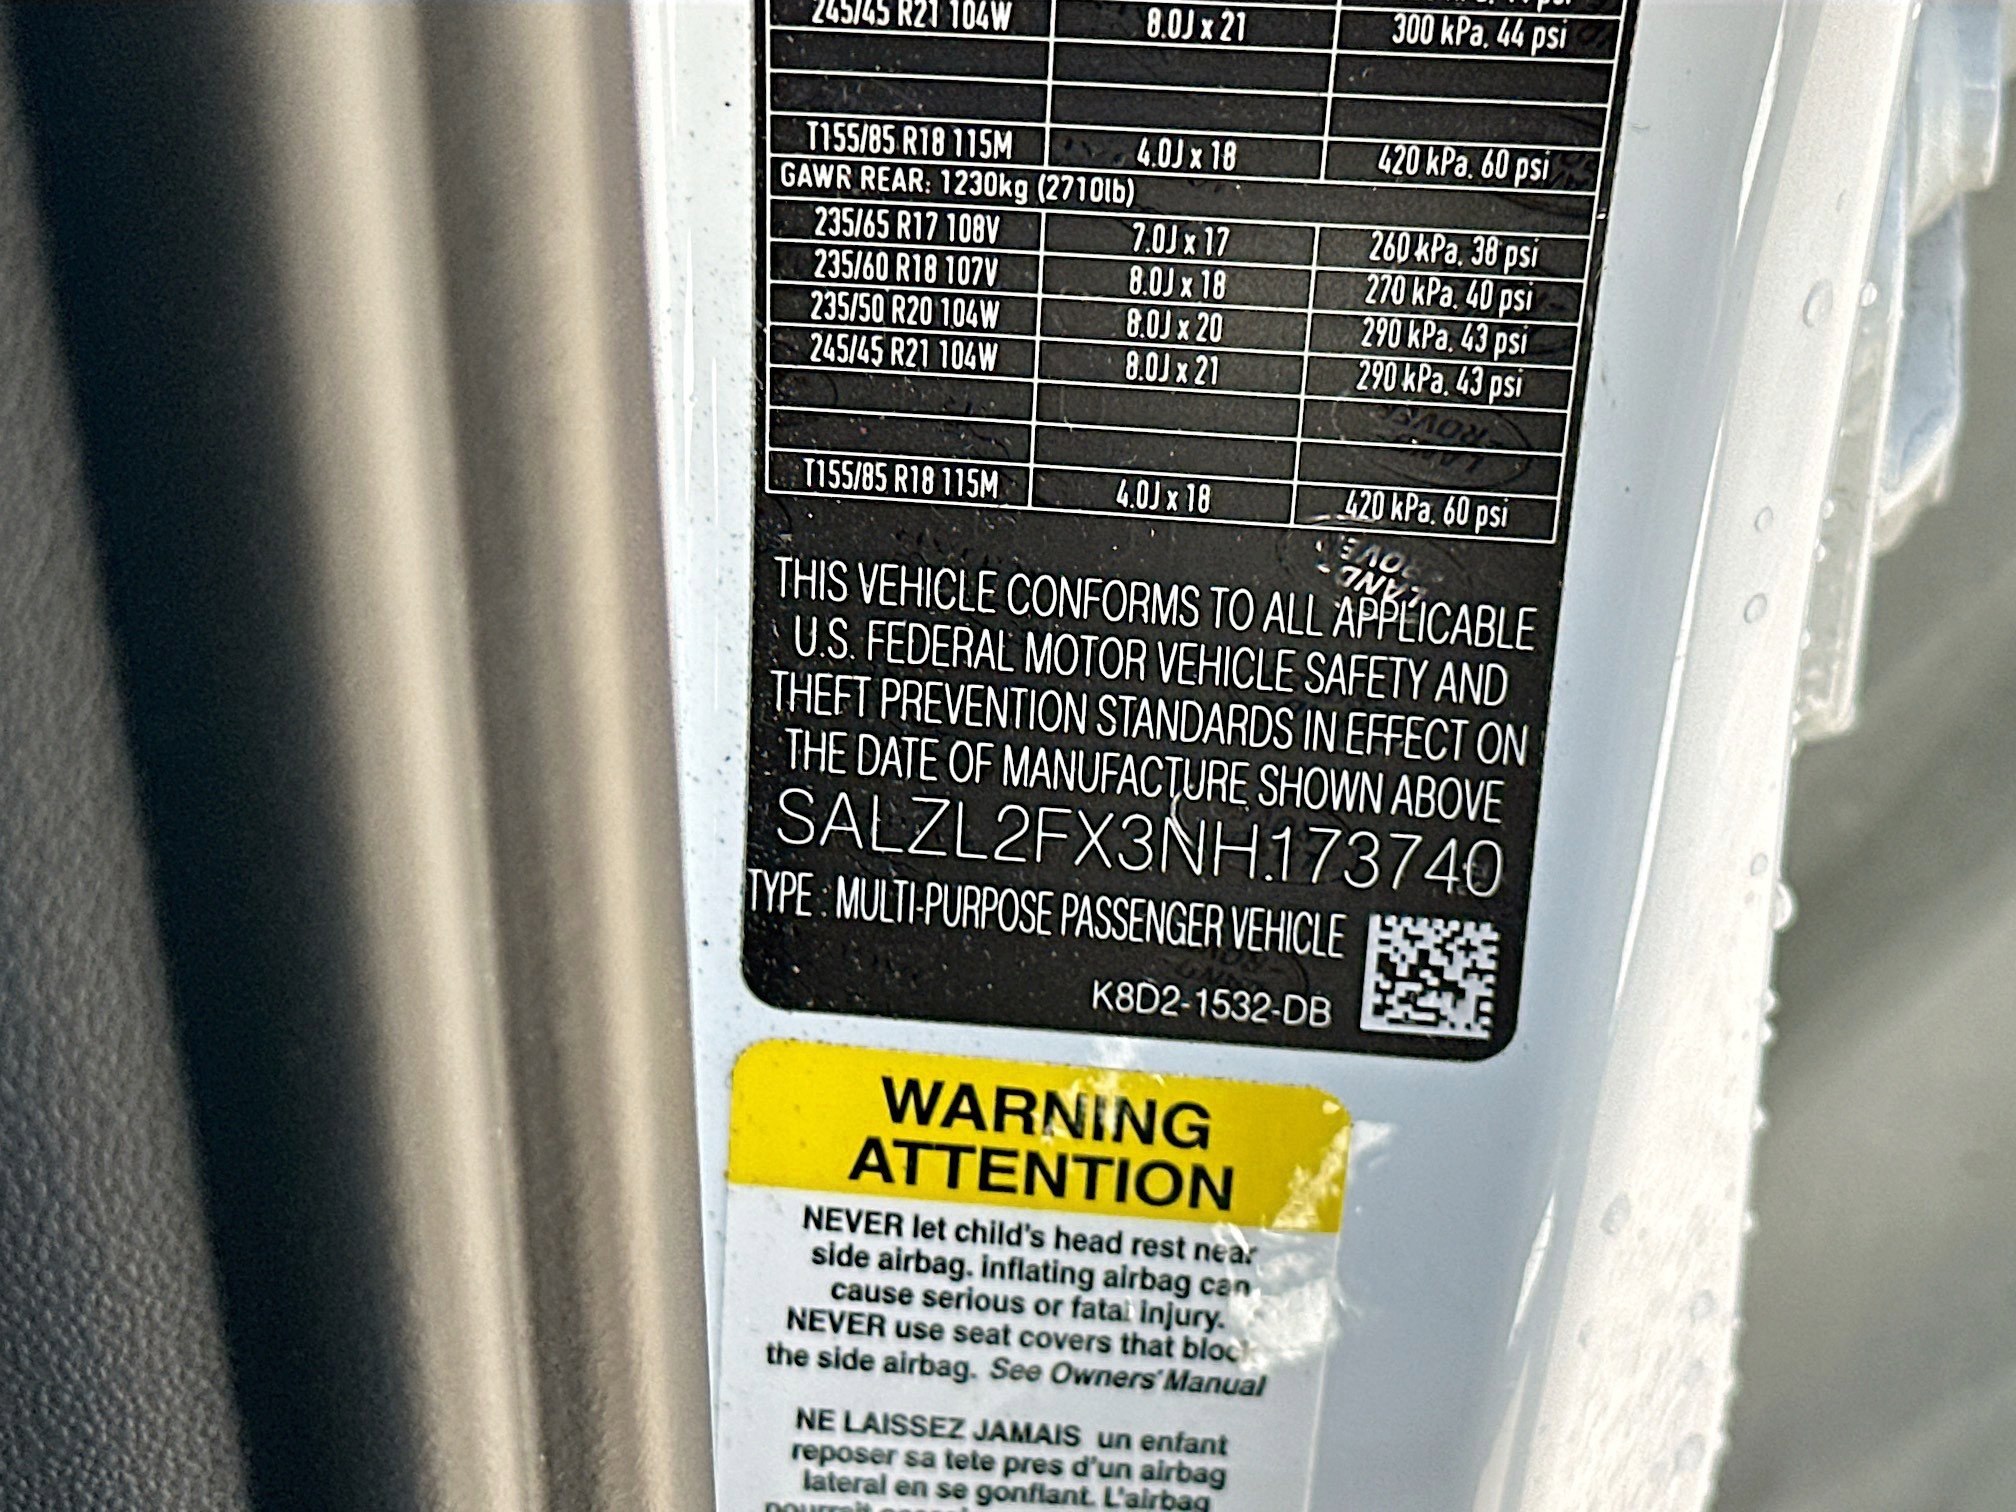 245/45 R21 104W 8.0J x 21 300 kPa. 44 psi
T155/85 R18 115M 4.0J x 18 420 kPa. 60 psi
GAWR REAR: 1230kg (2710lb)
235/65 R17 108V 7.0J x 17 260 kPa. 38 psi
235/60 R18 107V 8.0J x 18 270 kPa. 40 psi
235/50 R20 104W 8.0J x 20 290 kPa. 43 psi
245/45 R21 104W 8.0J x 21 290 kPa. 43 psi
T155/85 R18 115M 4.0J x 18 420 kPa. 60 psi
THIS VEHICLE CONFORMS TO ALL APPLICABLE
U.S. FEDERAL MOTOR VEHICLE SAFETY AND
THEFT PREVENTION STANDARDS IN EFFECT ON
THE DATE OF MANUFACTURE SHOWN ABOVE
SALZL2FX3NH173740
TYPE : MULTI-PURPOSE PASSENGER VEHICLE
K8D2-1532-DB
WARNING
ATTENTION
NEVER let child's head rest near
side airbag. Inflating airbag can
cause serious or fatal injury.
NEVER use seat covers that block
the side airbag. See Owners' Manual
NE LAISSEZ JAMAIS un enfant
reposer sa tete pres d'un airbag
lateral en se gonflant. L'airbag